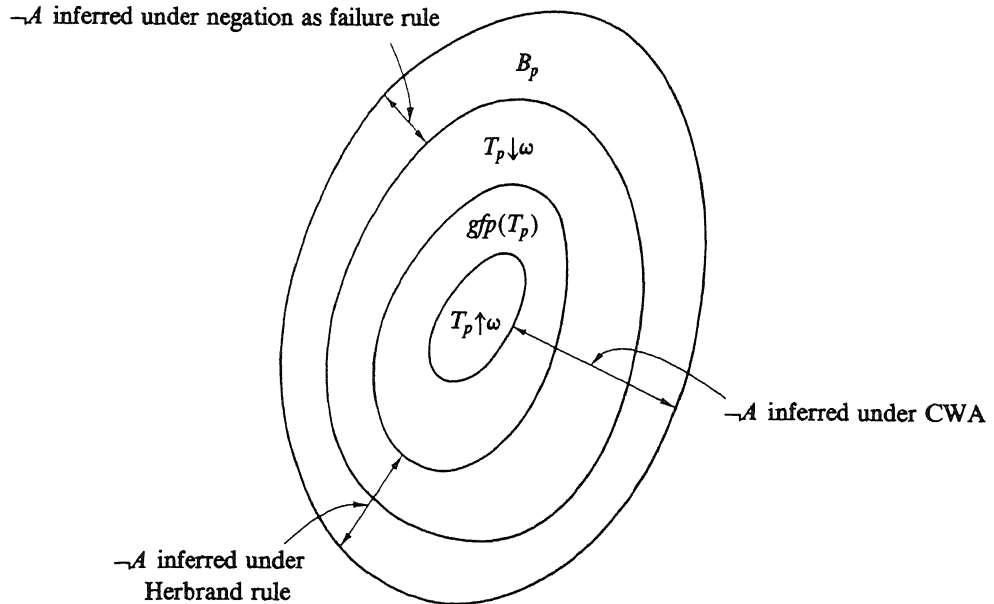 ¬A inferred under negation as failure rule
B_p
T_p↓ω
gfp(T_p)
T_p↑ω
¬A inferred under CWA
¬A inferred under
Herbrand rule